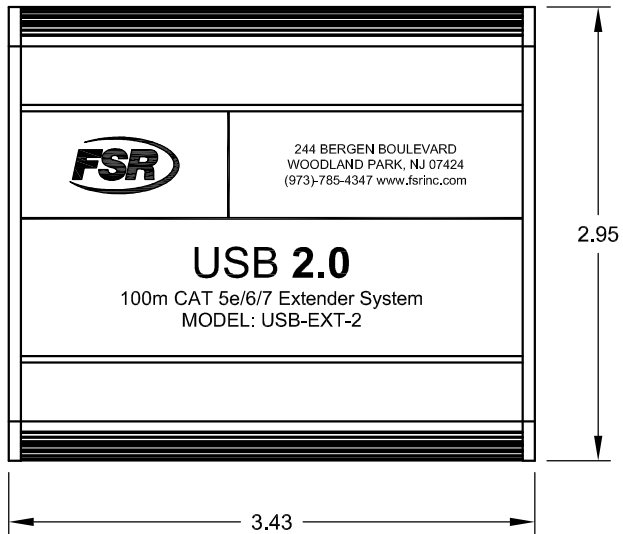 FSR
244 BERGEN BOULEVARD
WOODLAND PARK, NJ 07424
(973)-785-4347 www.fsrinc.com
USB 2.0
100m CAT 5e/6/7 Extender System
MODEL: USB-EXT-2
2.95
3.43